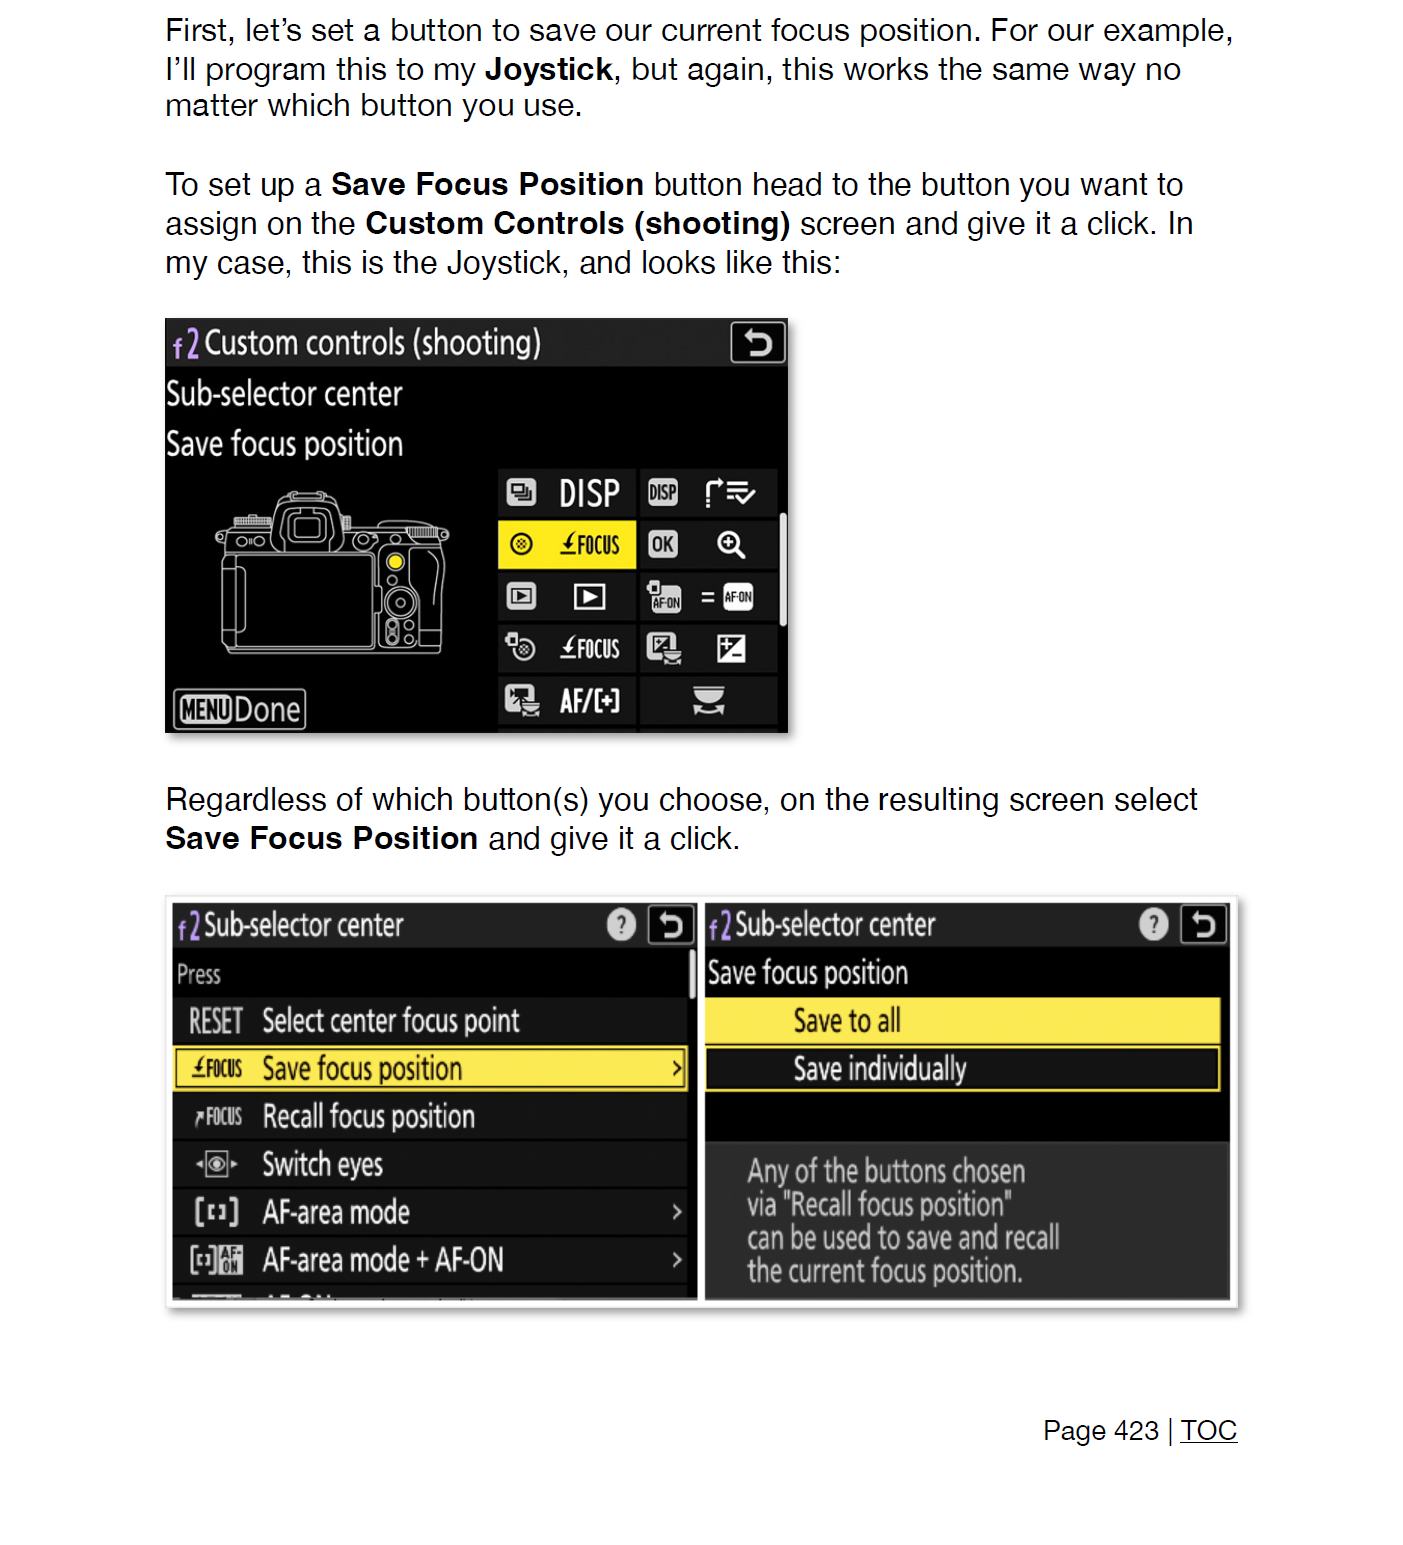 First, let’s set a button to save our current focus position. For our example,
I’ll program this to my Joystick, but again, this works the same way no
matter which button you use.
To set up a Save Focus Position button head to the button you want to
assign on the Custom Controls (shooting) screen and give it a click. In
my case, this is the Joystick, and looks like this:
f2 Custom controls (shooting)
Sub-selector center
Save focus position
DISP DISP
FOCUS OK
AF-ON = AF-ON
FOCUS
AF/[+]
MENU Done
Regardless of which button(s) you choose, on the resulting screen select
Save Focus Position and give it a click.
f2 Sub-selector center ?
Press
RESET Select center focus point
FOCUS Save focus position >
FOCUS Recall focus position
Switch eyes
AF-area mode >
AF-ON AF-area mode + AF-ON >
f2 Sub-selector center ?
Save focus position
Save to all
Save individually
Any of the buttons chosen
via "Recall focus position"
can be used to save and recall
the current focus position.
Page 423 | TOC